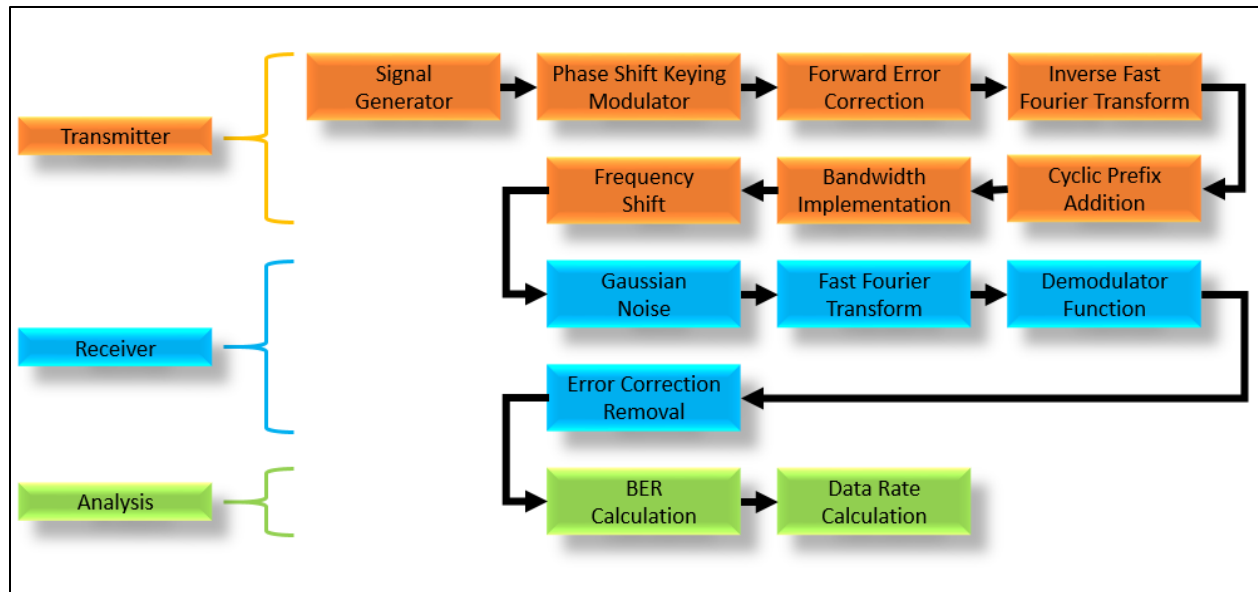 Signal
Generator
Phase Shift Keying
Modulator
Forward Error
Correction
Inverse Fast
Fourier Transform
Transmitter
Frequency
Shift
Bandwidth
Implementation
Cyclic Prefix
Addition
Gaussian
Noise
Fast Fourier
Transform
Demodulator
Function
Receiver
Error Correction
Removal
Analysis
BER
Calculation
Data Rate
Calculation